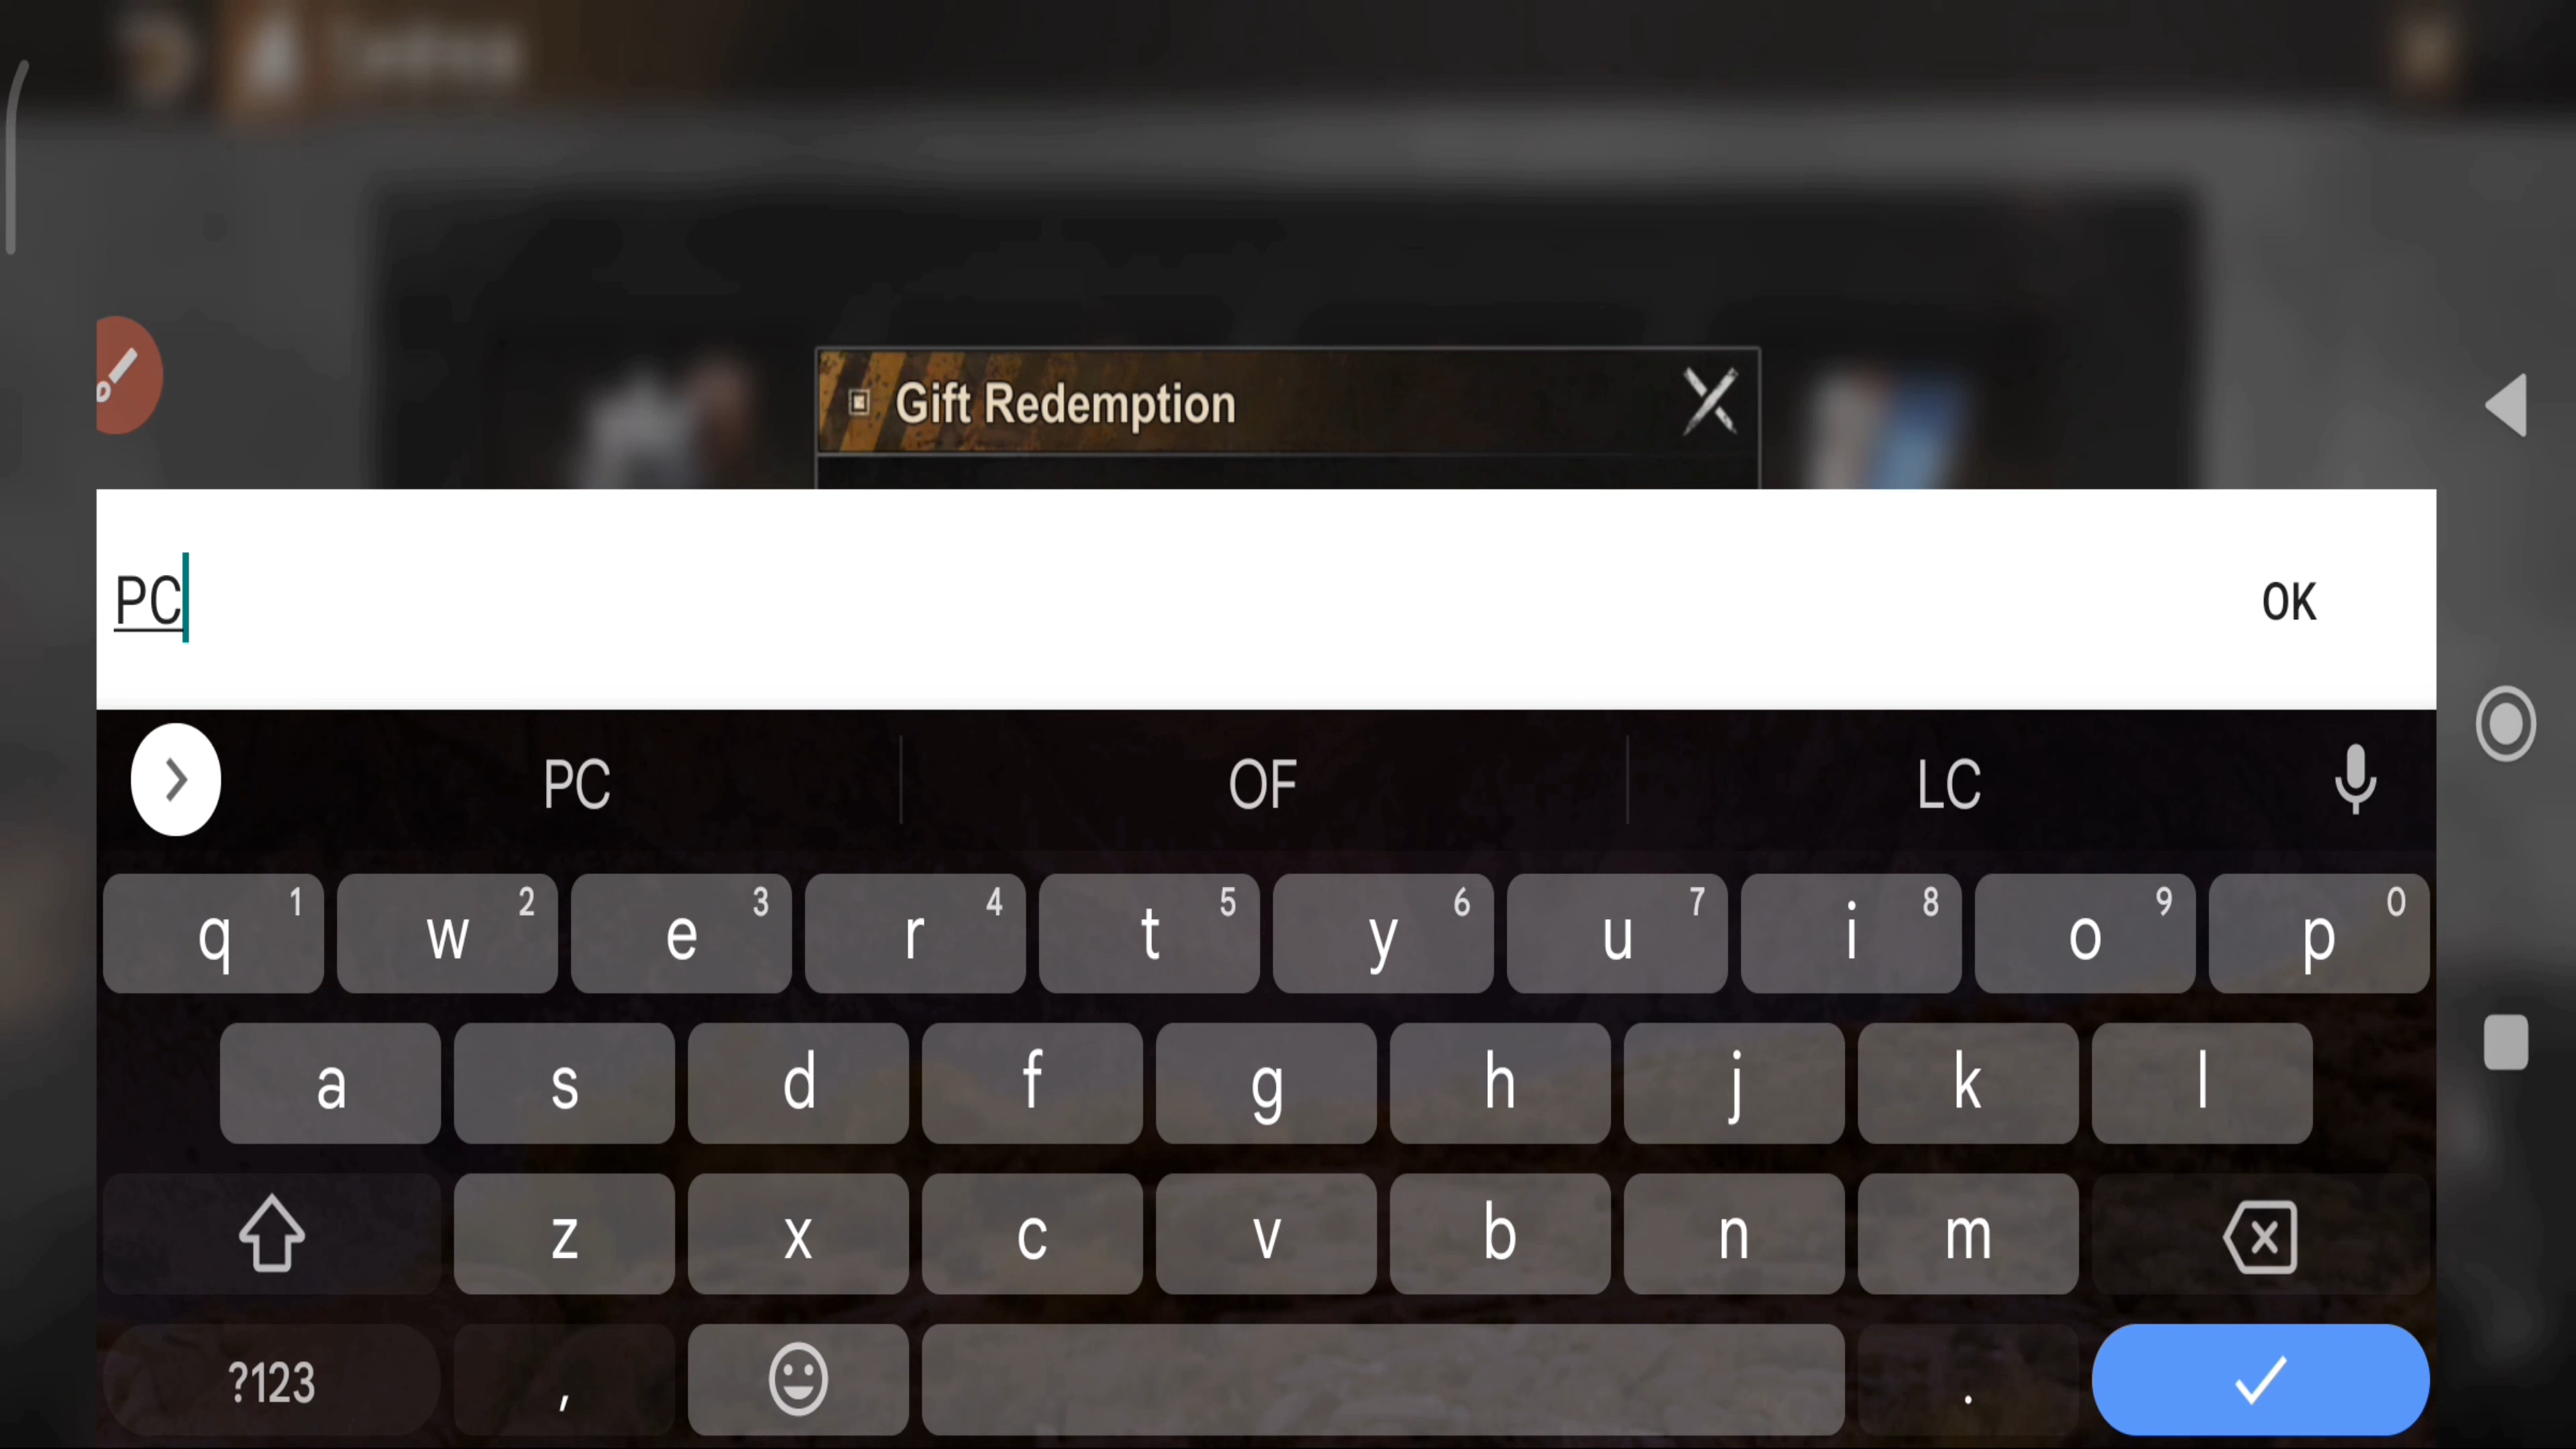 Gift Redemption
PC
OK
PC OF LC
q 1 w 2 e 3 r 4 t 5 y 6 u 7 i 8 o 9 p 0
a s d f g h j k l
z x c v b n m
?123 , .